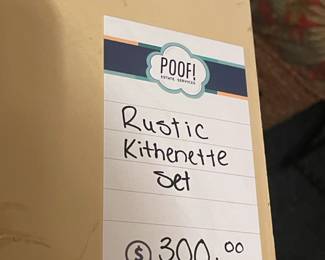 POOF!
ESTATE SERVICES
Rustic
Kithenette
Set
$ 300.00